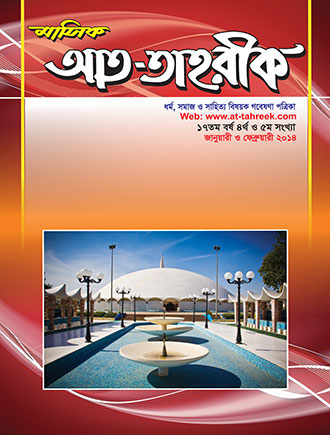 মাসিক
আত-তাহরীক
ধর্ম, সমাজ ও সাহিত্য বিষয়ক গবেষণা পত্রিকা
Web: www.at-tahreek.com
১৭তম বর্ষ ৪র্থ ও ৫ম সংখ্যা
জানুয়ারী ও ফেব্রুয়ারী ২০১৪